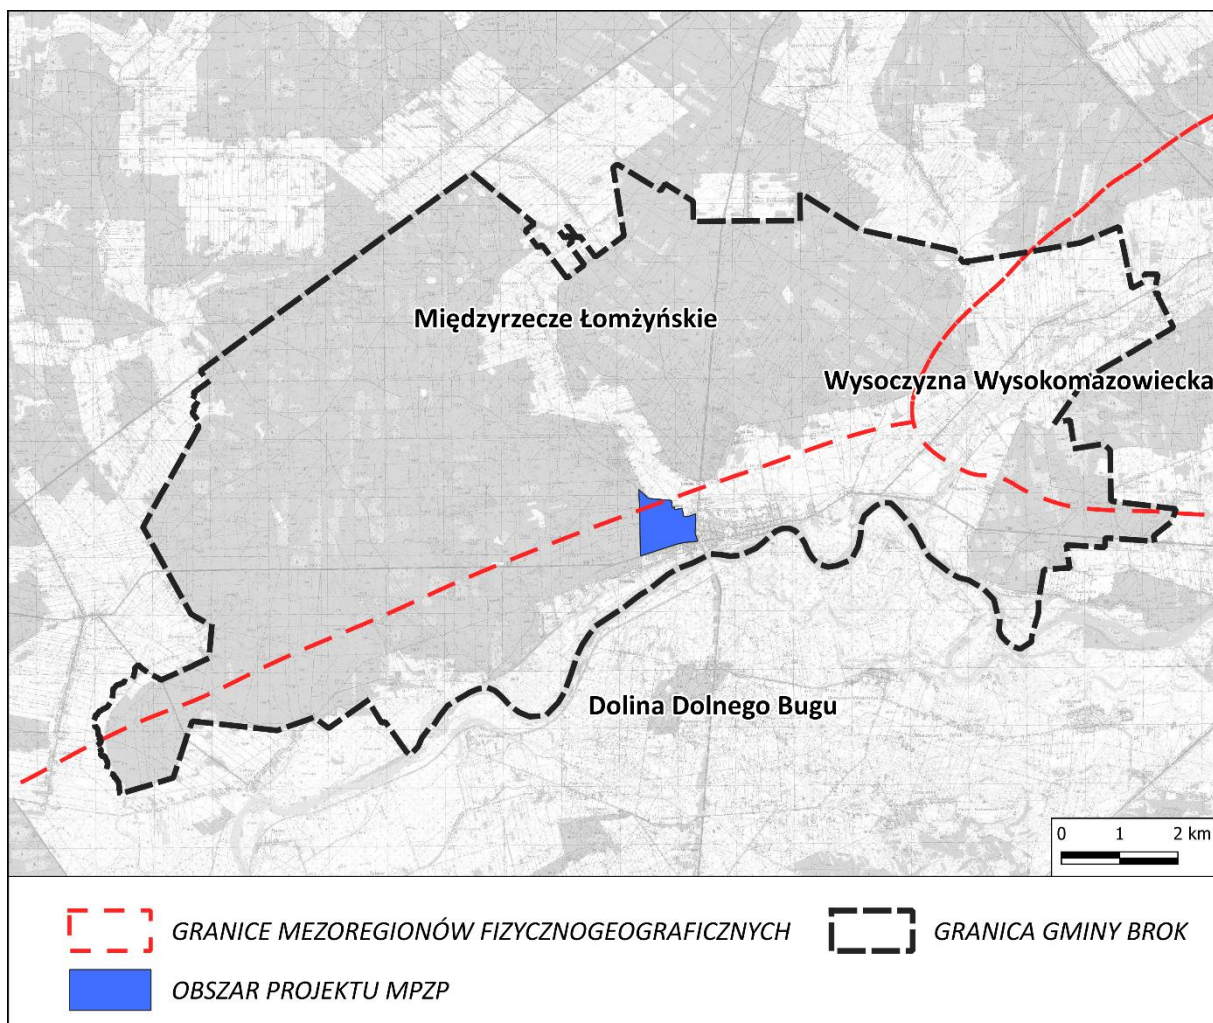 Międzyrzecze Łomżyńskie
Wysoczyzna Wysokomazowiecka
Dolina Dolnego Bugu
0 1 2 km
GRANICE MEZOREGIONÓW FIZYCZNOGEOGRAFICZNYCH
GRANICA GMINY BROK
OBSZAR PROJEKTU MPZP